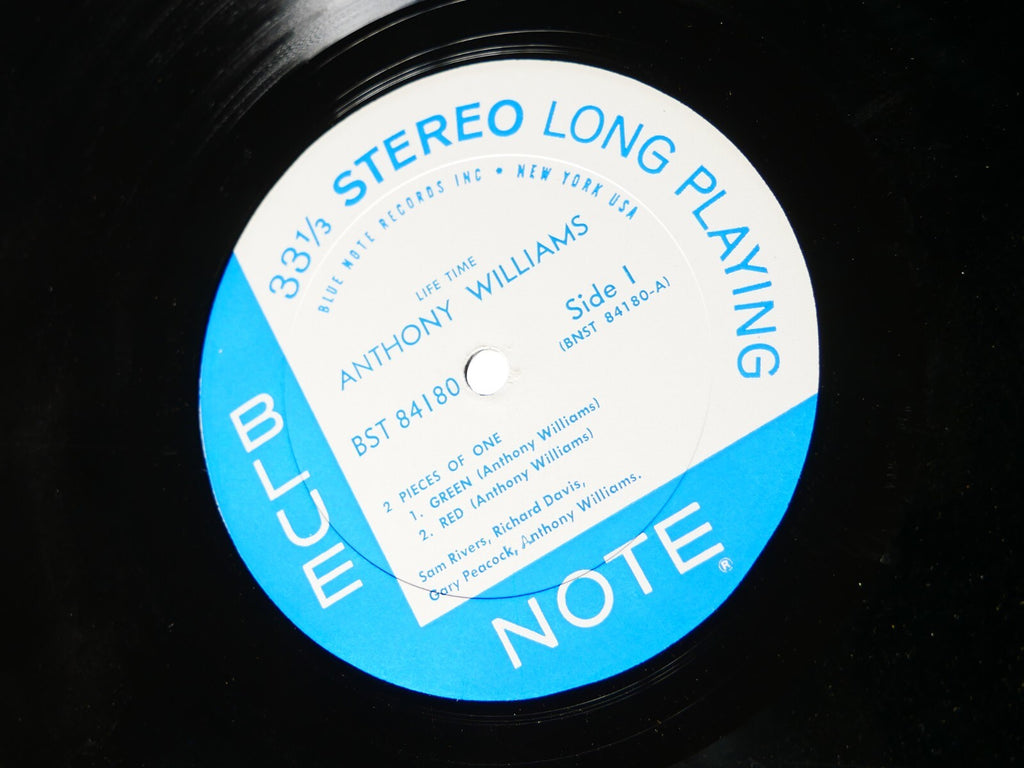 33 1/3 STEREO LONG PLAYING
BLUE NOTE RECORDS INC • NEW YORK USA
LIFE TIME
ANTHONY WILLIAMS
Side 1
(BNST 84180-A)
BST 84180
2 PIECES OF ONE
1. GREEN (Anthony Williams)
2. RED (Anthony Williams)
Sam Rivers, Richard Davis,
Gary Peacock, Anthony Williams.
BLUE
NOTE®